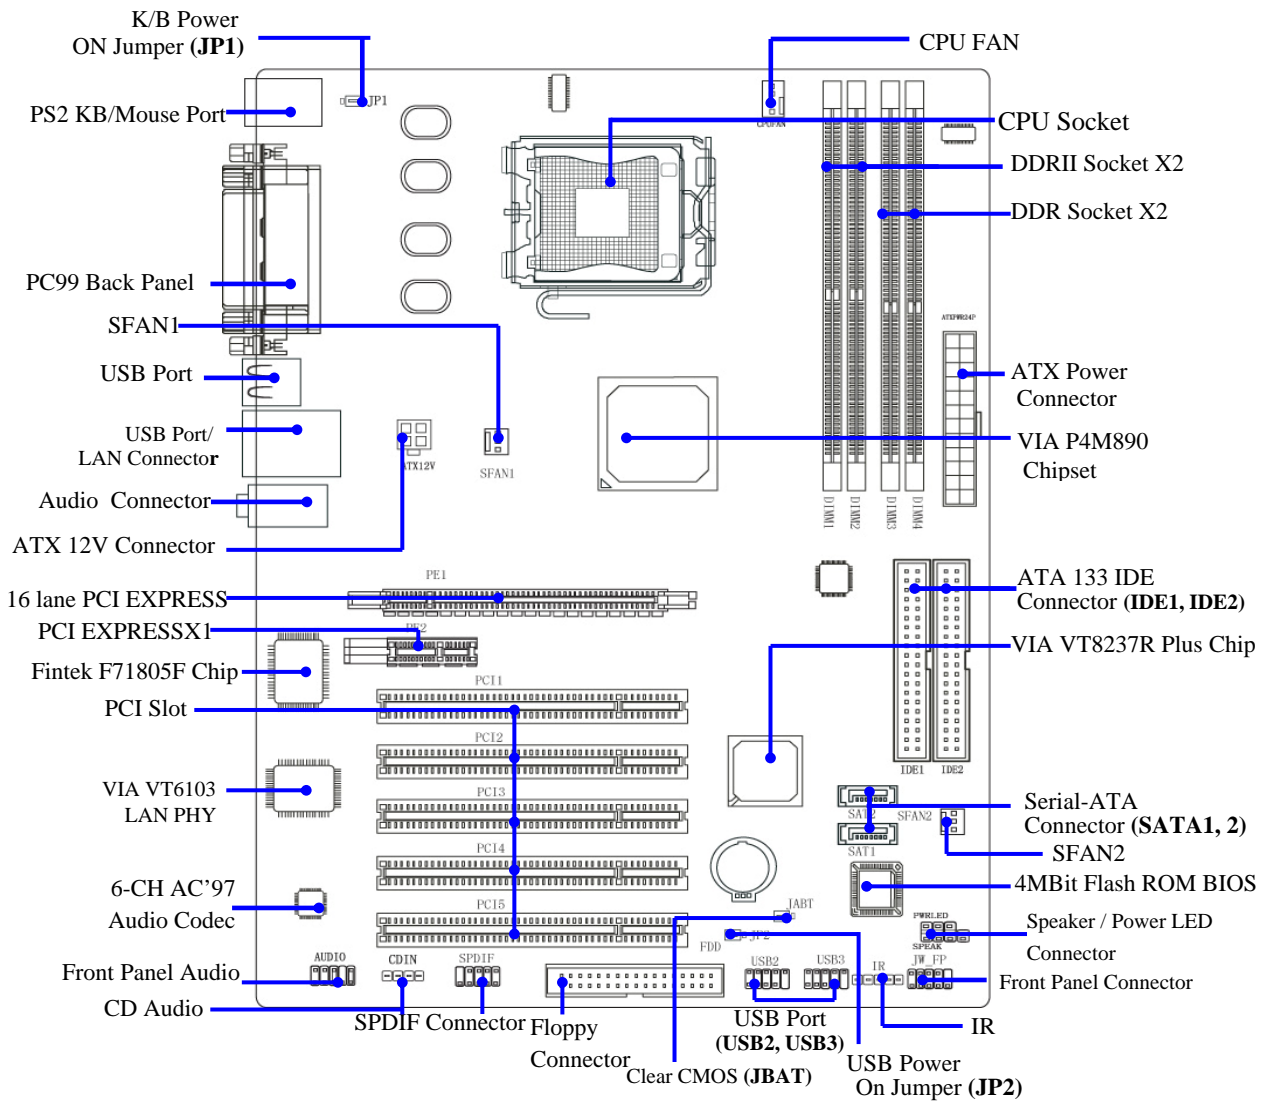 K/B Power
ON Jumper (JP1)
CPU FAN
JP1
PS2 KB/Mouse Port
CPUFAN
CPU Socket
DDRII Socket X2
DDR Socket X2
PC99 Back Panel
SFAN1
ATXPWR24P
USB Port
ATX Power
Connector
USB Port/
LAN Connector
VIA P4M890
Chipset
ATX12V
SFAN1
Audio Connector
DIMM1
DIMM2
DIMM3
DIMM4
ATX 12V Connector
PE1
ATA 133 IDE
Connector (IDE1, IDE2)
16 lane PCI EXPRESS
PCI EXPRESSX1
PE2
VIA VT8237R Plus Chip
Fintek F71805F Chip
PCI1
PCI Slot
PCI2
IDE1
IDE2
VIA VT6103
LAN PHY
PCI3
Serial-ATA
Connector (SATA1, 2)
SAT2
SFAN2
PCI4
SAT1
SFAN2
6-CH AC’97
Audio Codec
4MBit Flash ROM BIOS
PCI5
JABT
PWRLED
Speaker / Power LED
Connector
FDD
JP2
SPEAK
AUDIO
CDIN
SPDIF
USB2
USB3
IR
JW_FP
Front Panel Audio
Front Panel Connector
CD Audio
SPDIF Connector
Floppy
Connector
USB Port
(USB2, USB3)
IR
Clear CMOS (JBAT)
USB Power
On Jumper (JP2)